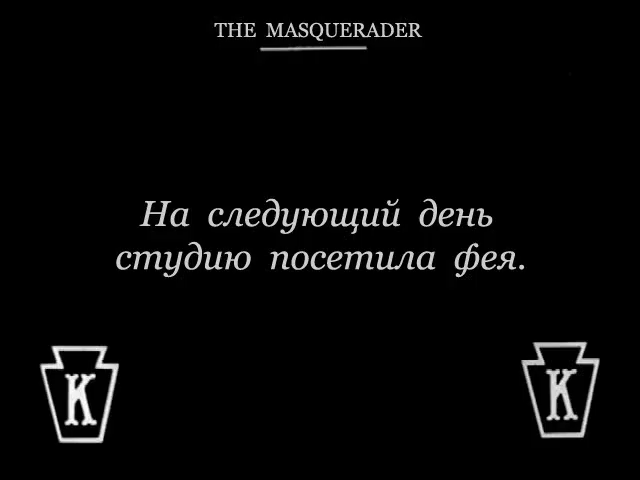 THE MASQUERADER
На следующий день
студию посетила фея.
K K